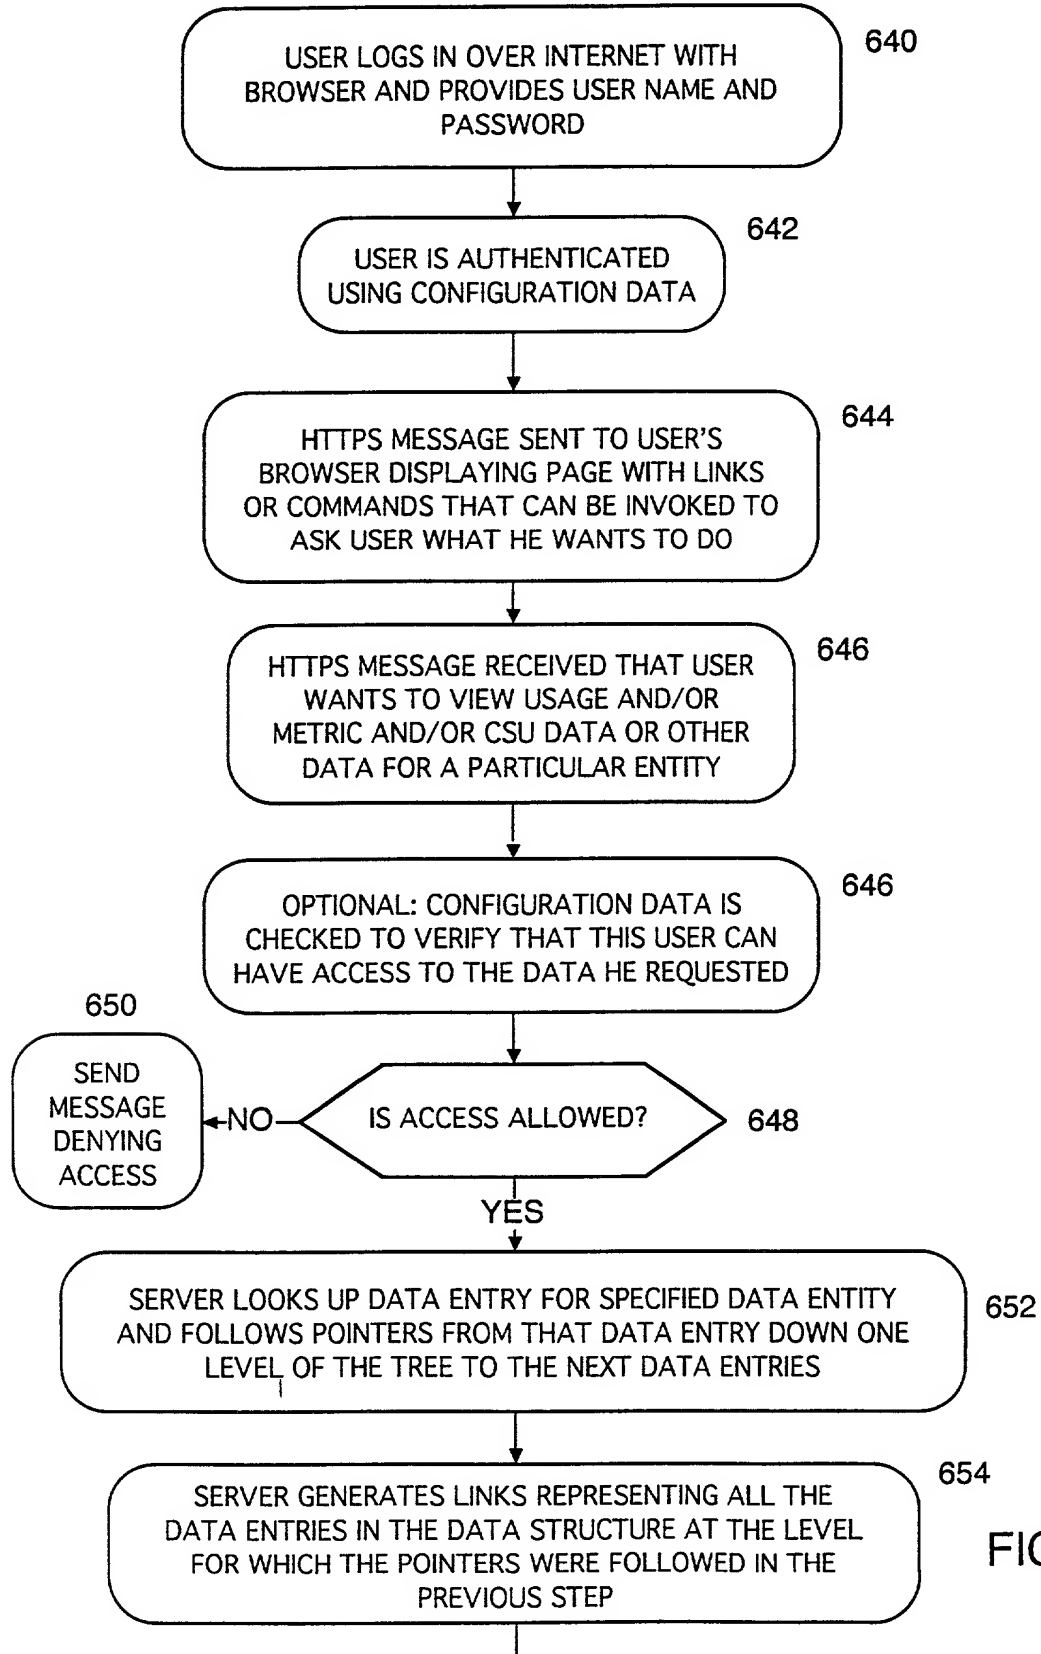 640
USER LOGS IN OVER INTERNET WITH
BROWSER AND PROVIDES USER NAME AND
PASSWORD
642
USER IS AUTHENTICATED
USING CONFIGURATION DATA
644
HTTPS MESSAGE SENT TO USER'S
BROWSER DISPLAYING PAGE WITH LINKS
OR COMMANDS THAT CAN BE INVOKED TO
ASK USER WHAT HE WANTS TO DO
646
HTTPS MESSAGE RECEIVED THAT USER
WANTS TO VIEW USAGE AND/OR
METRIC AND/OR CSU DATA OR OTHER
DATA FOR A PARTICULAR ENTITY
646
OPTIONAL: CONFIGURATION DATA IS
CHECKED TO VERIFY THAT THIS USER CAN
HAVE ACCESS TO THE DATA HE REQUESTED
650
SEND
MESSAGE
DENYING
ACCESS
NO
IS ACCESS ALLOWED?
648
YES
SERVER LOOKS UP DATA ENTRY FOR SPECIFIED DATA ENTITY
AND FOLLOWS POINTERS FROM THAT DATA ENTRY DOWN ONE
LEVEL OF THE TREE TO THE NEXT DATA ENTRIES
652
654
SERVER GENERATES LINKS REPRESENTING ALL THE
DATA ENTRIES IN THE DATA STRUCTURE AT THE LEVEL
FOR WHICH THE POINTERS WERE FOLLOWED IN THE
PREVIOUS STEP